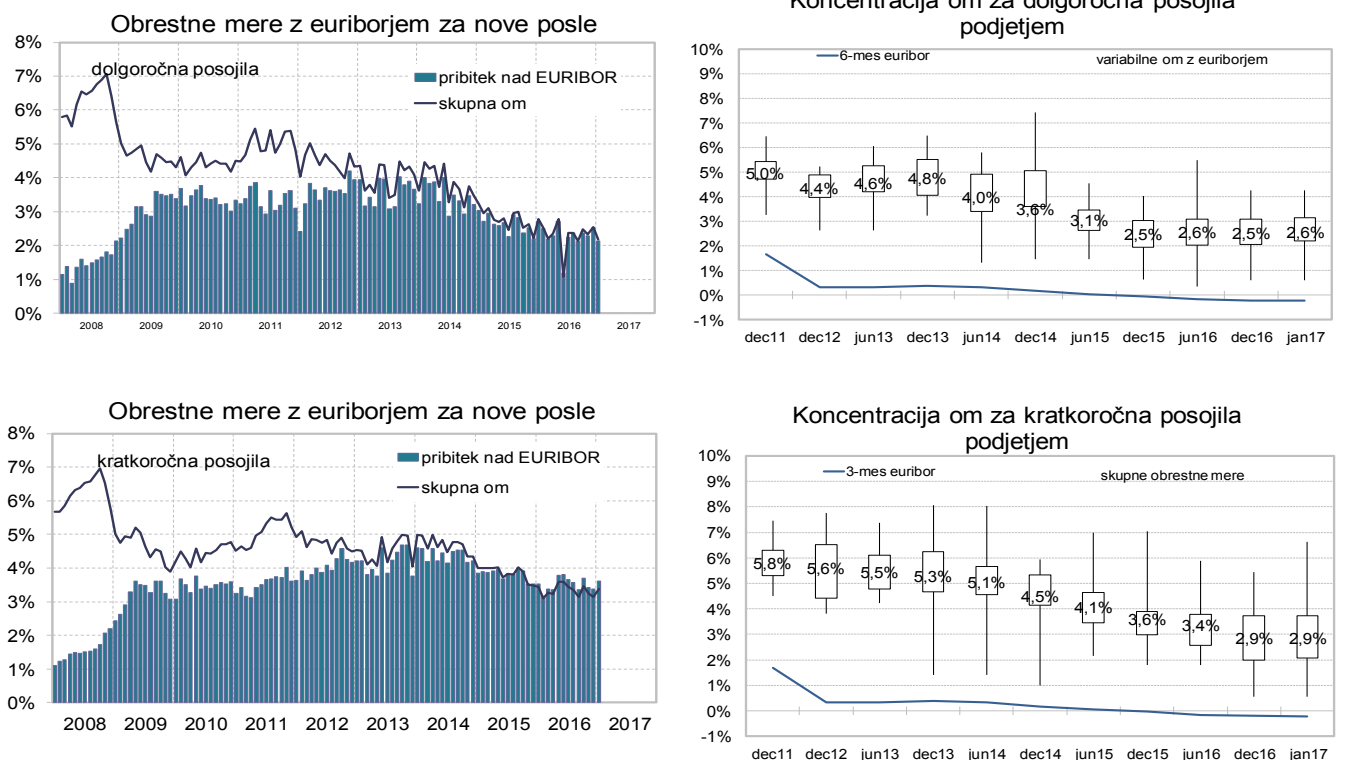 Obrestne mere z euriborjem za nove posle
8%
7%
6%
5%
4%
3%
2%
1%
0%
dolgoročna posojila
pribitek nad EURIBOR
skupna om
2008 2009 2010 2011 2012 2013 2014 2015 2016 2017
Koncentracija om za dolgoročna posojila
podjetjem
10%
9%
8%
7%
6%
5%
4%
3%
2%
1%
0%
-1%
6-mes euribor
variabilne om z euriborjem
5,0% 4,4% 4,6% 4,8% 4,0% 3,6% 3,1% 2,5% 2,6% 2,5% 2,6%
dec11 dec12 jun13 dec13 jun14 dec14 jun15 dec15 jun16 dec16 jan17
Obrestne mere z euriborjem za nove posle
8%
7%
6%
5%
4%
3%
2%
1%
0%
kratkoročna posojila
pribitek nad EURIBOR
skupna om
2008 2009 2010 2011 2012 2013 2014 2015 2016 2017
Koncentracija om za kratkoročna posojila
podjetjem
10%
9%
8%
7%
6%
5%
4%
3%
2%
1%
0%
-1%
3-mes euribor
skupne obrestne mere
5,8% 5,6% 5,5% 5,3% 5,1% 4,5% 4,1% 3,6% 3,4% 2,9% 2,9%
dec11 dec12 jun13 dec13 jun14 dec14 jun15 dec15 jun16 dec16 jan17